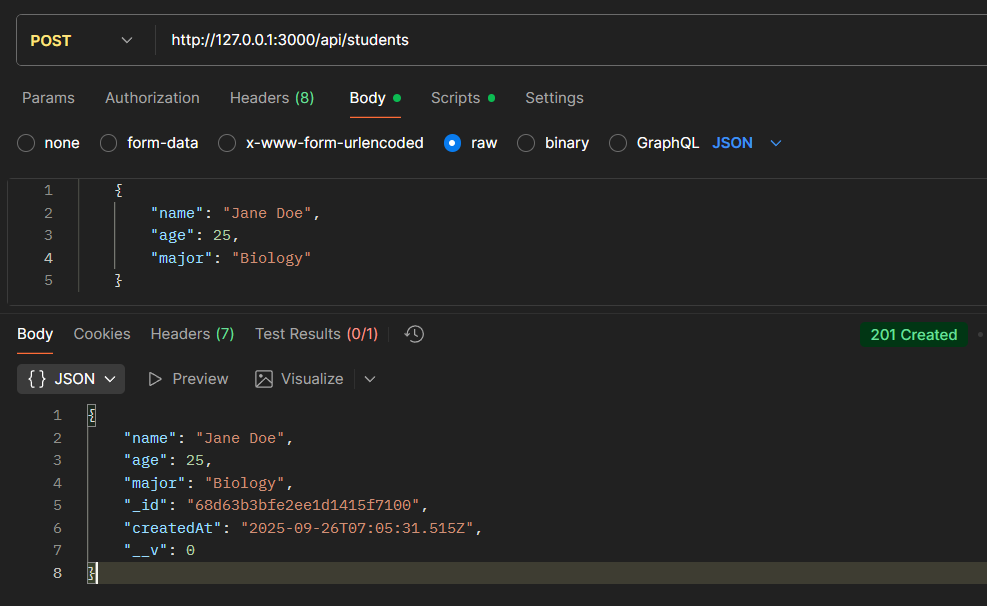 POST http://127.0.0.1:3000/api/students
Params Authorization Headers (8) Body Scripts Settings
none form-data x-www-form-urlencoded raw binary GraphQL JSON
1 {
2 "name": "Jane Doe",
3 "age": 25,
4 "major": "Biology"
5 }
Body Cookies Headers (7) Test Results (0/1) 201 Created
{} JSON Preview Visualize
1 {
2 "name": "Jane Doe",
3 "age": 25,
4 "major": "Biology",
5 "_id": "68d63b3bfe2ee1d1415f7100",
6 "createdAt": "2025-09-26T07:05:31.515Z",
7 "__v": 0
8 }